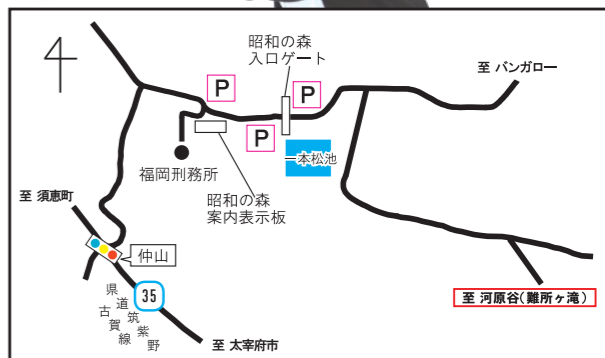 昭和の森
入口ゲート
至 バンガロー
P
P
P
本松池
福岡刑務所
昭和の森
案内表示板
至 須恵町
仲山
35
県道筑紫野
古賀線
至 河原谷(難所ヶ滝)
至 太宰府市